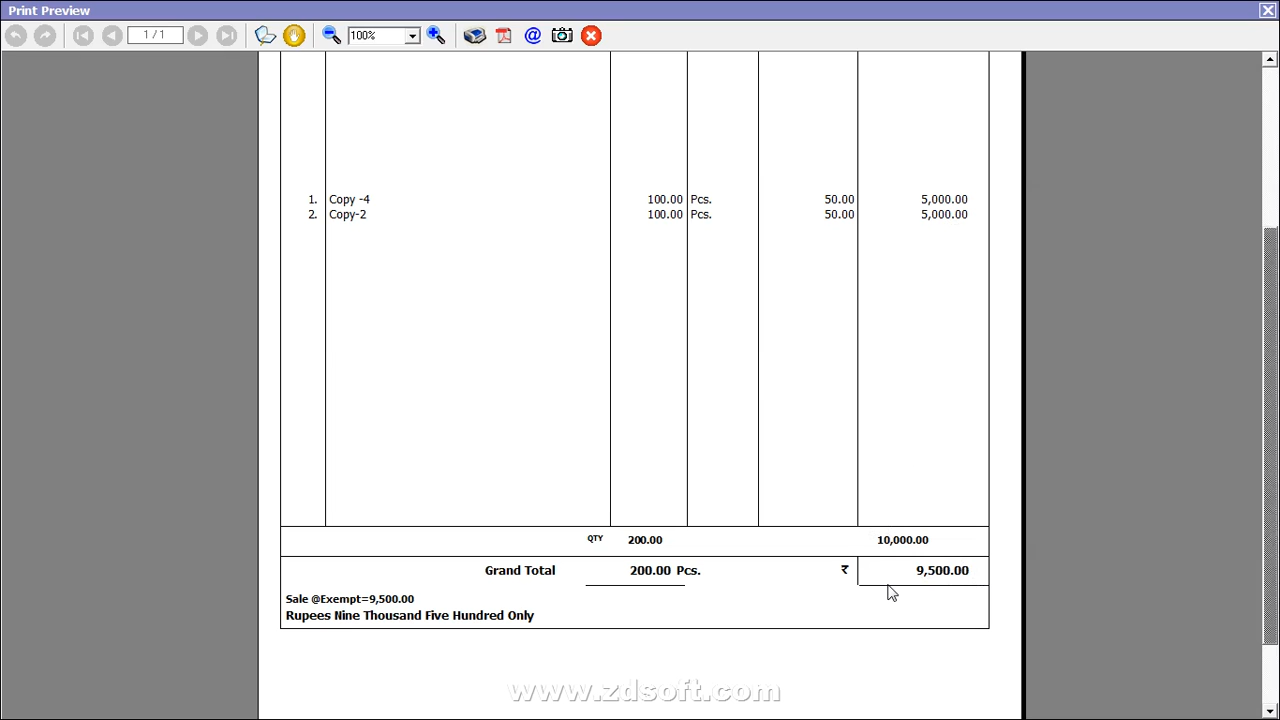 Print Preview
1 / 1
100%
1. Copy -4 100.00 Pcs. 50.00 5,000.00
2. Copy-2 100.00 Pcs. 50.00 5,000.00
QTY 200.00 10,000.00
Grand Total 200.00 Pcs. ₹ 9,500.00
Sale @Exempt=9,500.00
Rupees Nine Thousand Five Hundred Only
www.zdsoft.com